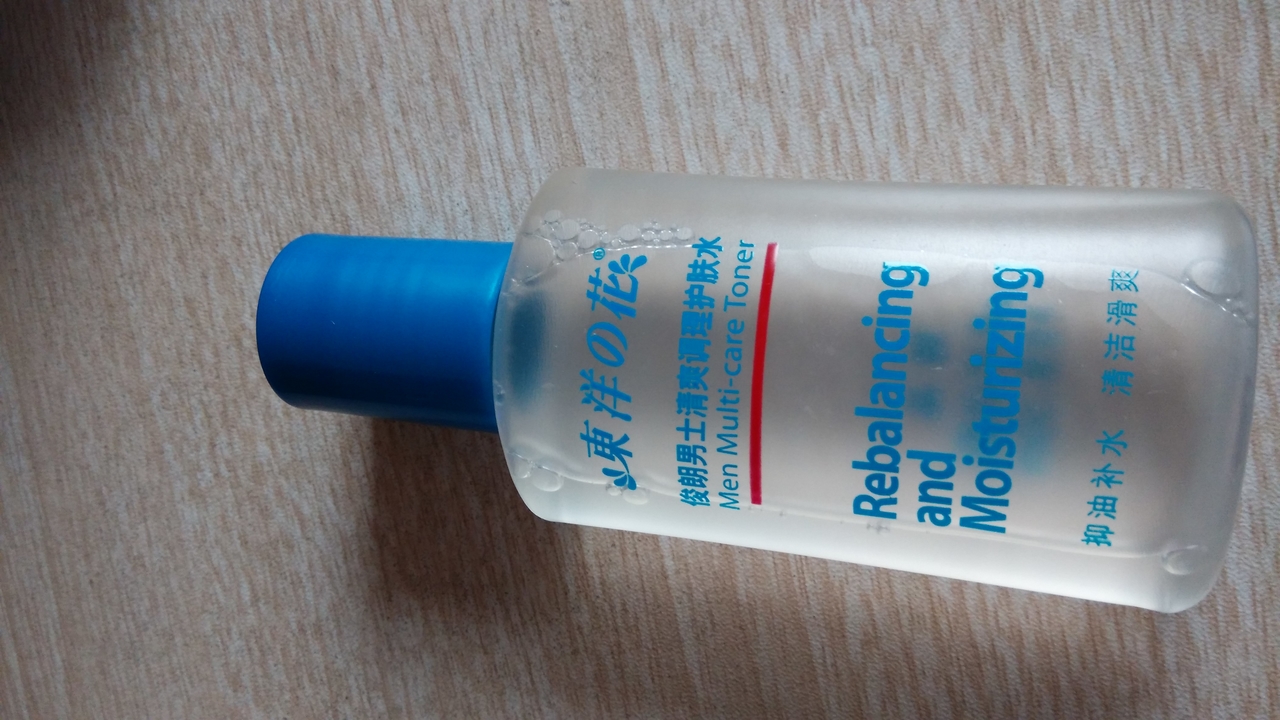 東洋の花®
俊朗男士清爽调理护肤水
Men Multi-care Toner
Rebalancing
and
Moisturizing
抑油补水 清洁滑爽